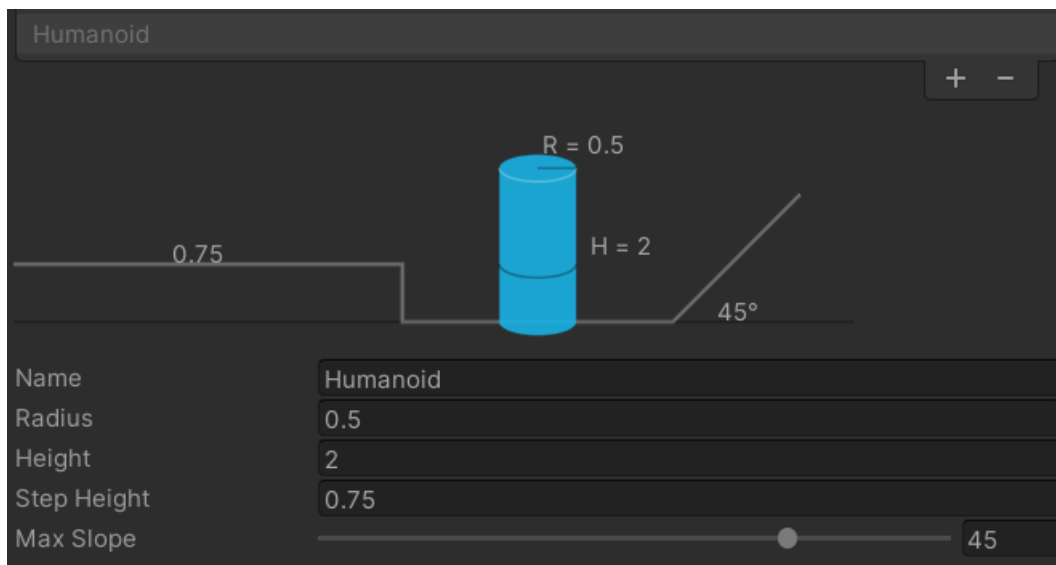 Humanoid
+ −
R = 0.5
0.75
H = 2
45°
Name Humanoid
Radius 0.5
Height 2
Step Height 0.75
Max Slope 45